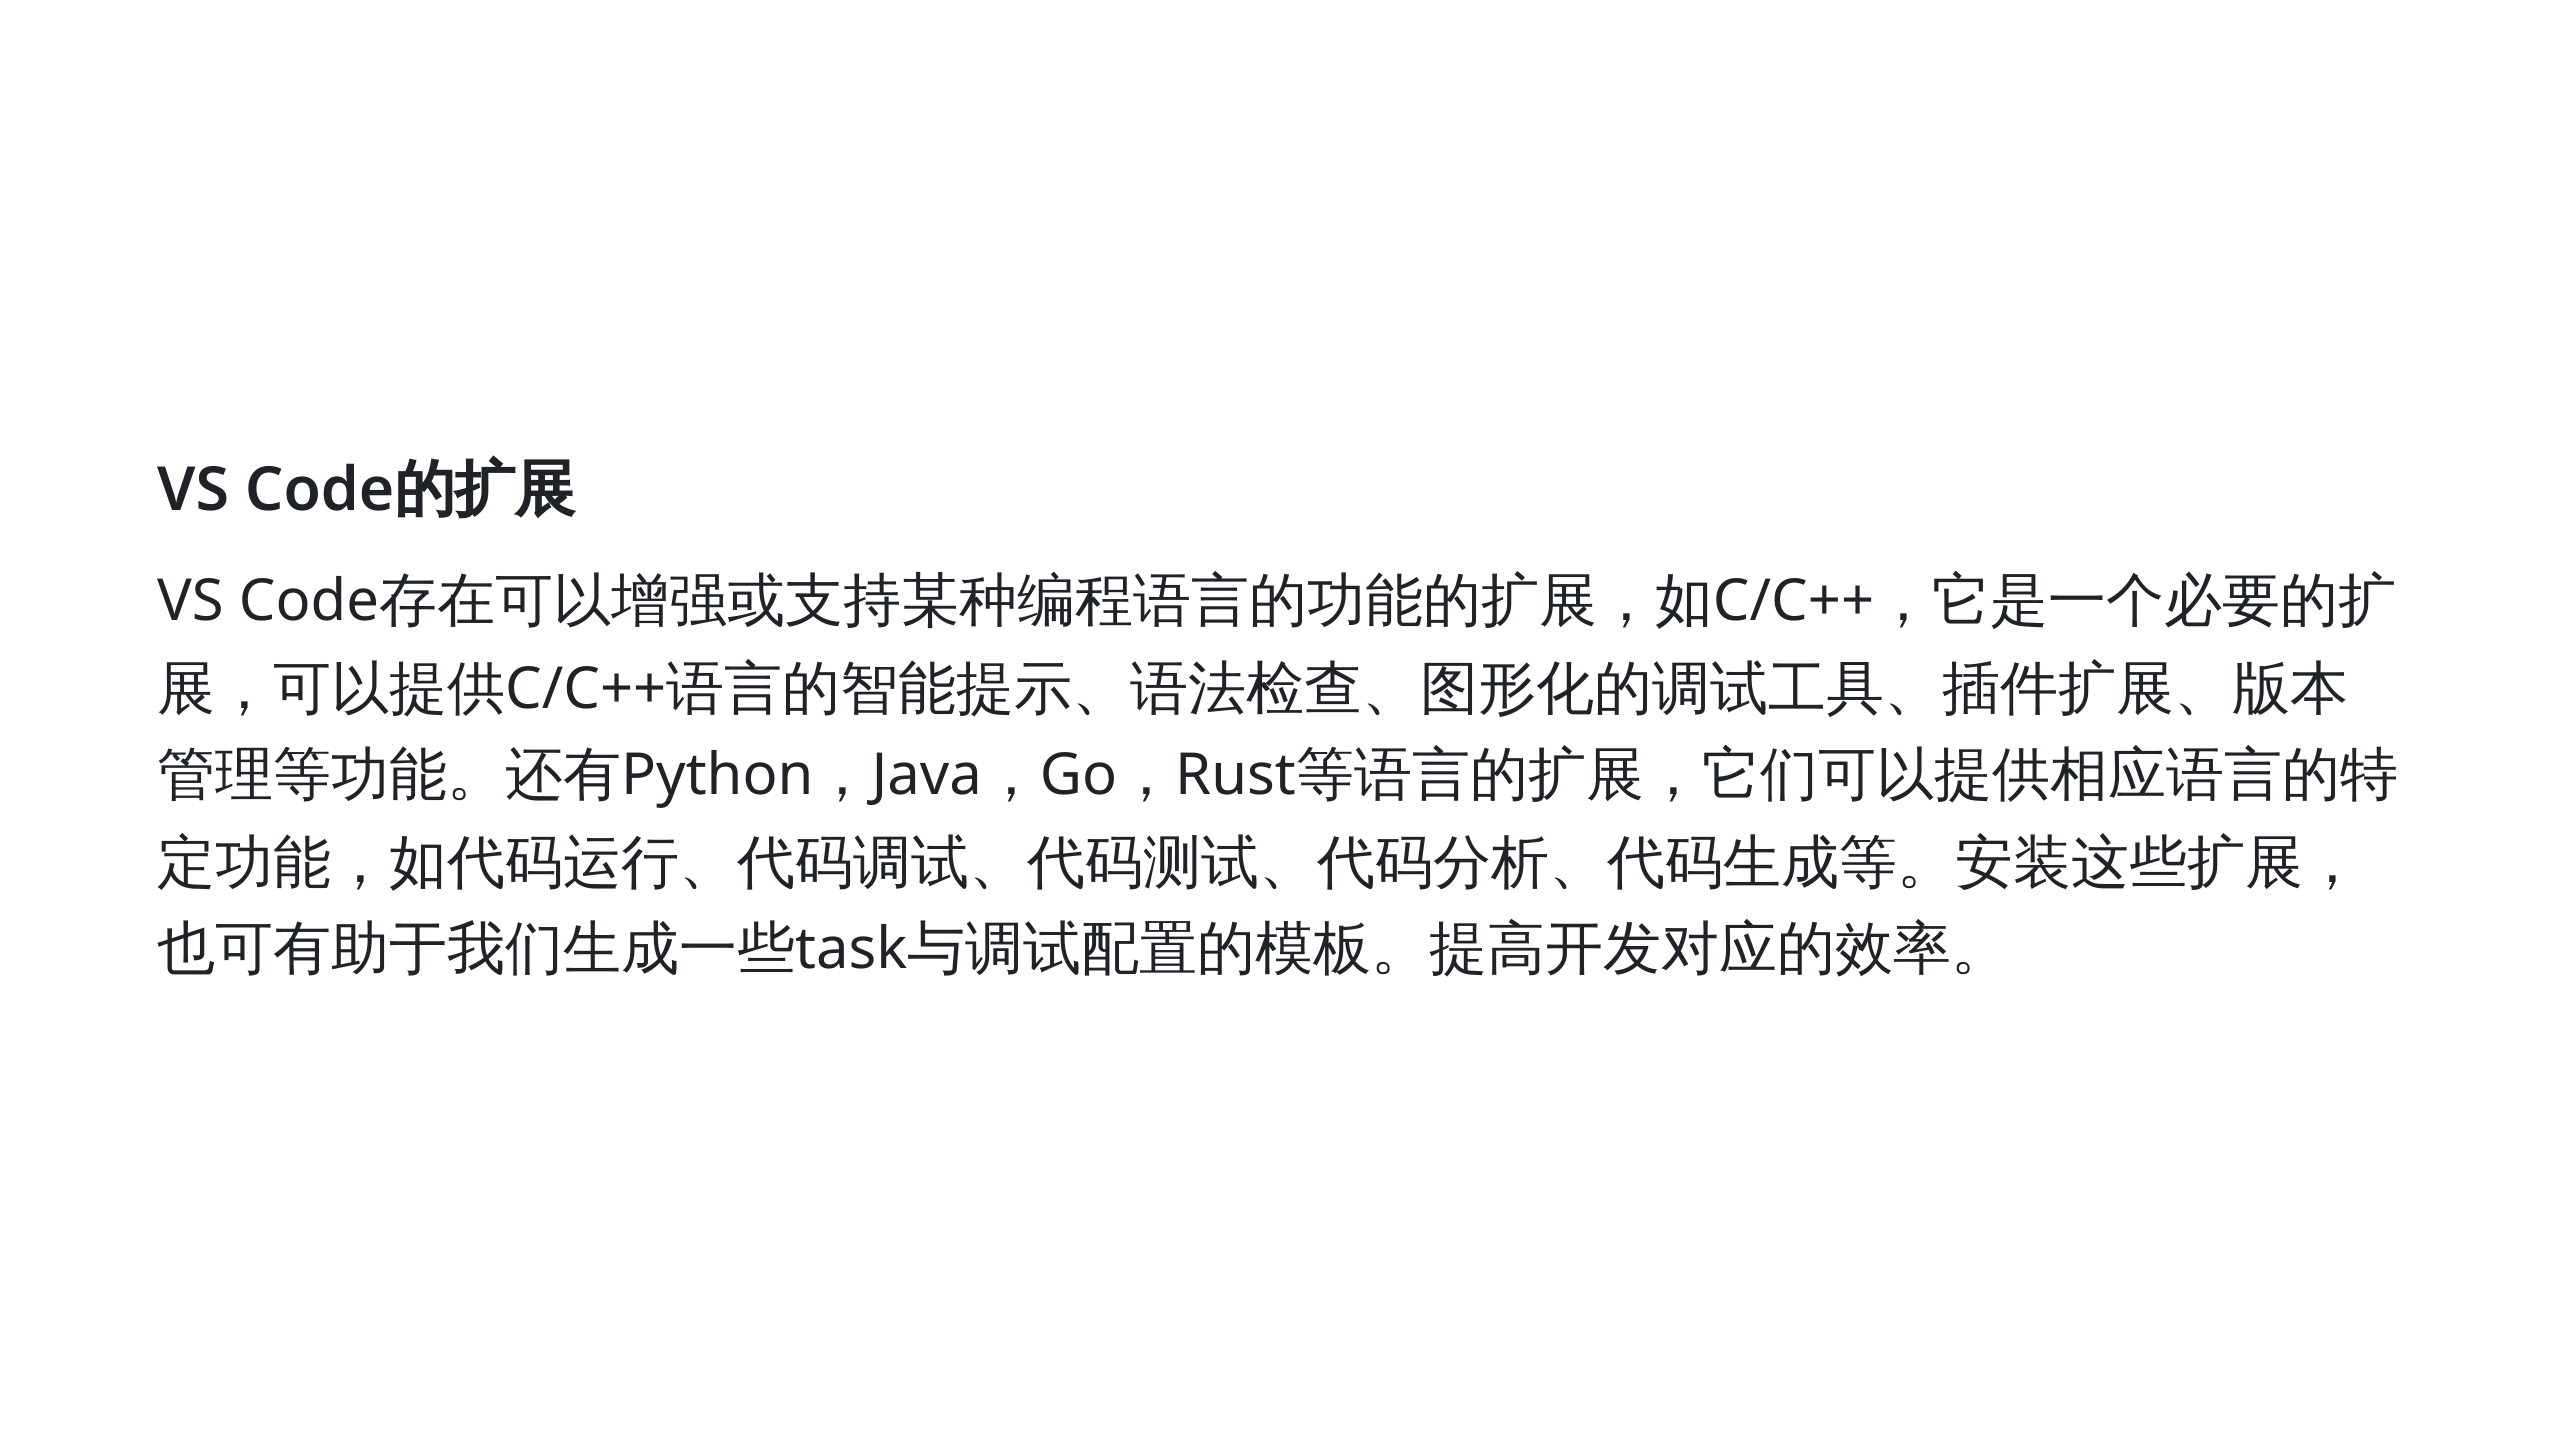 VS Code的扩展
VS Code存在可以增强或支持某种编程语言的功能的扩展，如C/C++，它是一个必要的扩
展，可以提供C/C++语言的智能提示、语法检查、图形化的调试工具、插件扩展、版本
管理等功能。还有Python，Java，Go，Rust等语言的扩展，它们可以提供相应语言的特
定功能，如代码运行、代码调试、代码测试、代码分析、代码生成等。安装这些扩展，
也可有助于我们生成一些task与调试配置的模板。提高开发对应的效率。